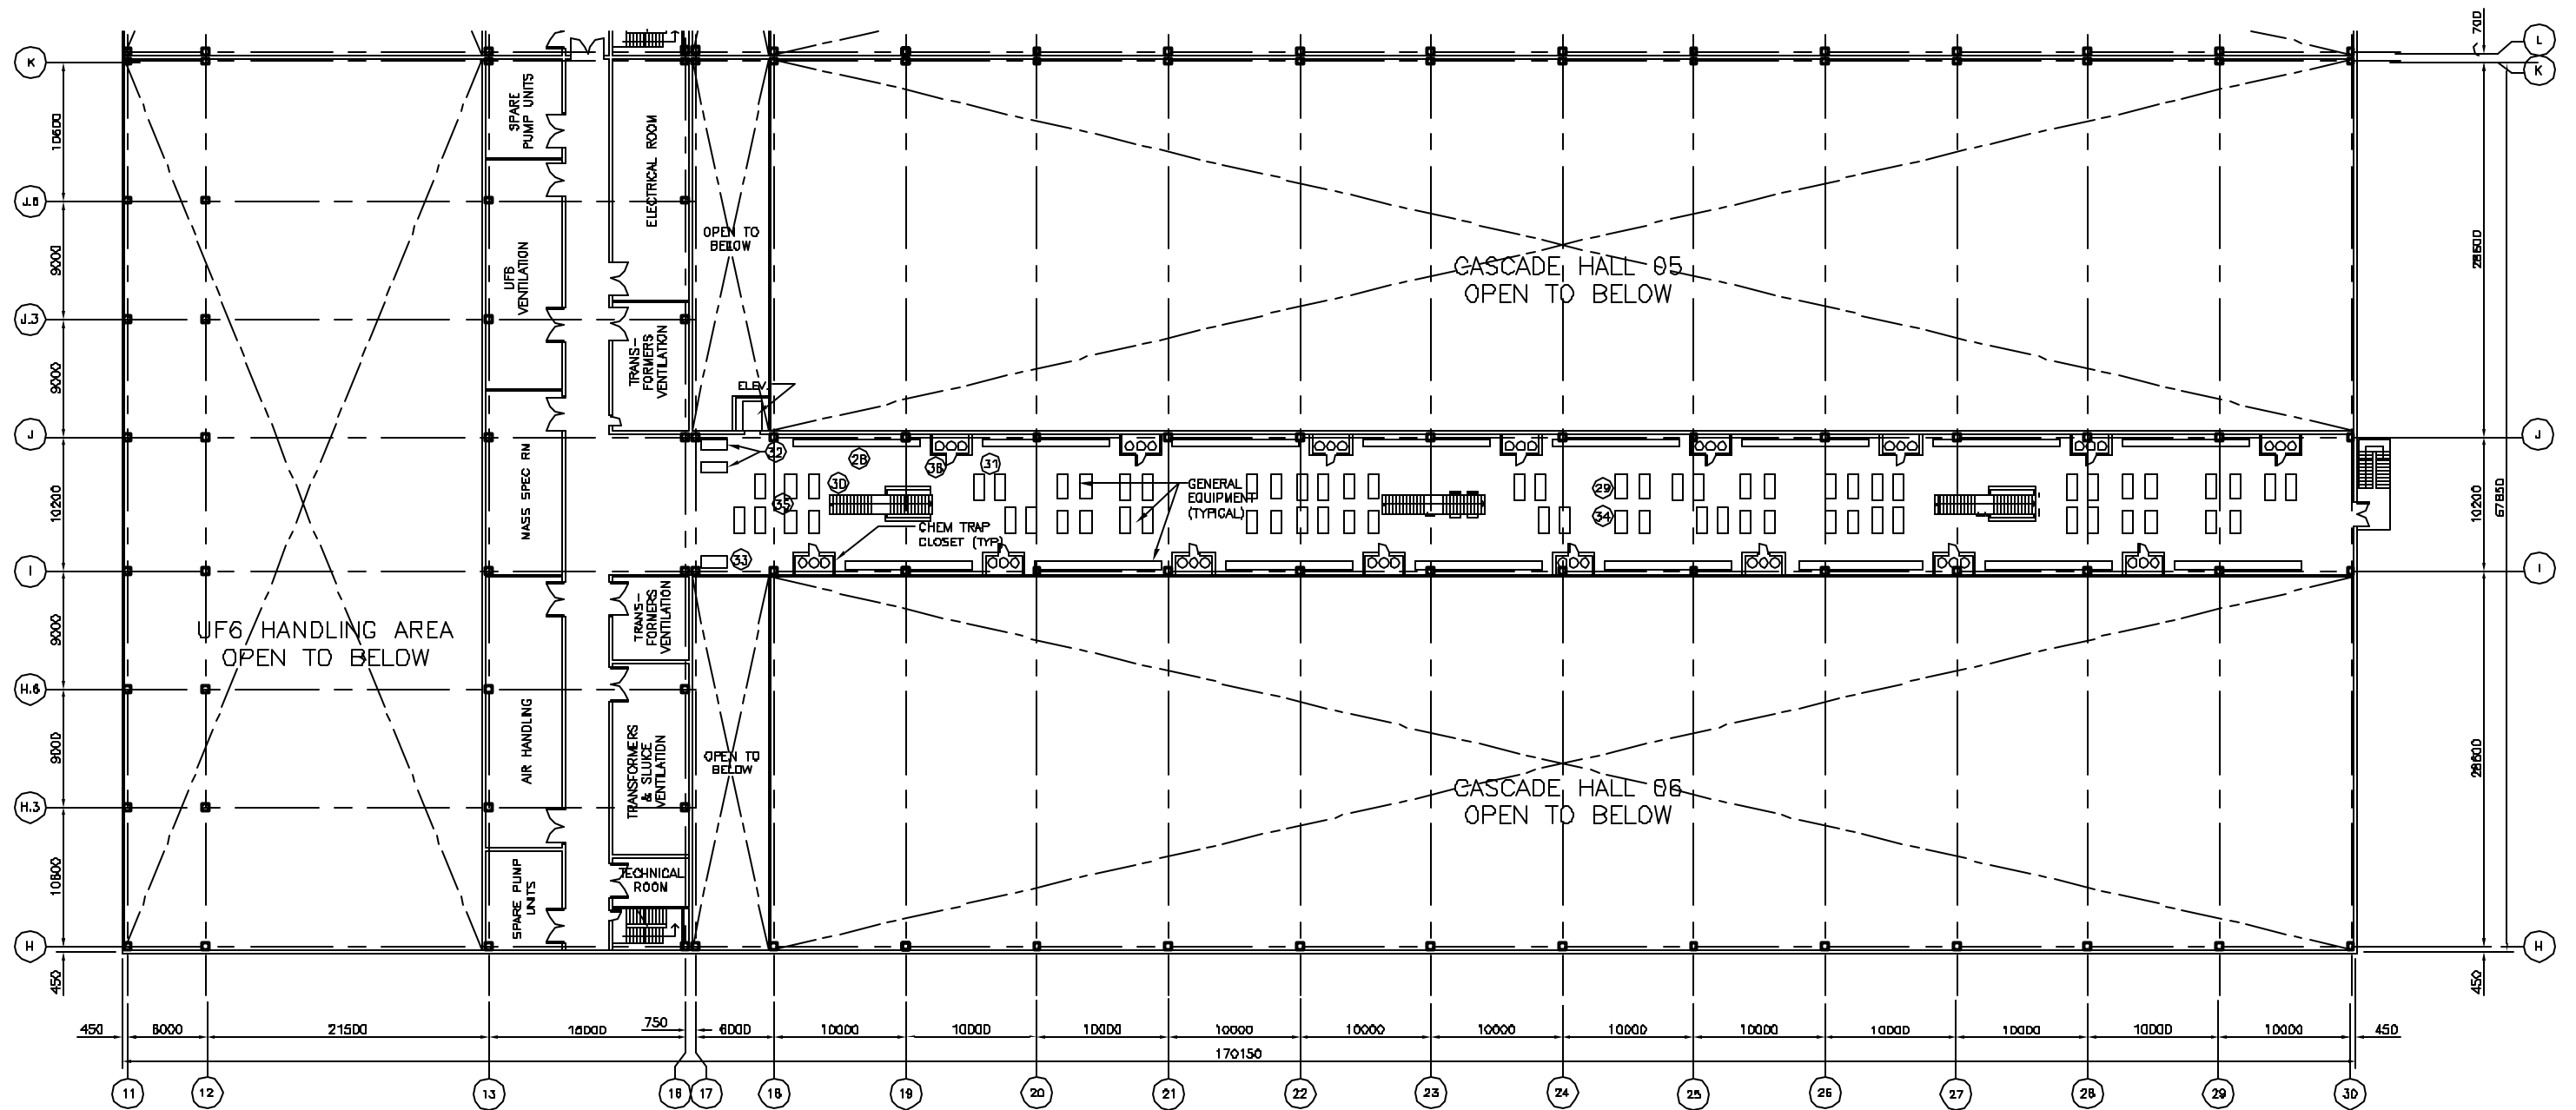 700
L
K
K
SPARE
PUMP UNITS
ELECTRICAL ROOM
10600
J.6
9000
UF6
VENTILATION
OPEN TO
BELOW
CASCADE HALL 05
OPEN TO BELOW
J.3
9000
TRANS-
FORMERS
VENTILATION
ELEV.
J
J
32
28
36
31
30
35
29
34
GENERAL
EQUIPMENT
(TYPICAL)
CHEM TRAP
CLOSET (TYP)
33
10200
MASS SPEC RN
10200
67850
I
I
9000
TRANS-
FORMERS
VENTILATION
UF6 HANDLING AREA
OPEN TO BELOW
H.6
9000
AIR HANDLING
TRANSFORMERS
& SLUICE
VENTILATION
OPEN TO
BELOW
CASCADE HALL 06
OPEN TO BELOW
H.3
SPARE PUMP
UNITS
TECHNICAL
ROOM
H
H
450
450
450
6000
21500
750
6000
10000
10000
10000
10000
10000
10000
10000
10000
10000
10000
10000
10000
450
170150
11
12
13
16
17
18
19
20
21
22
23
24
25
26
27
28
29
30